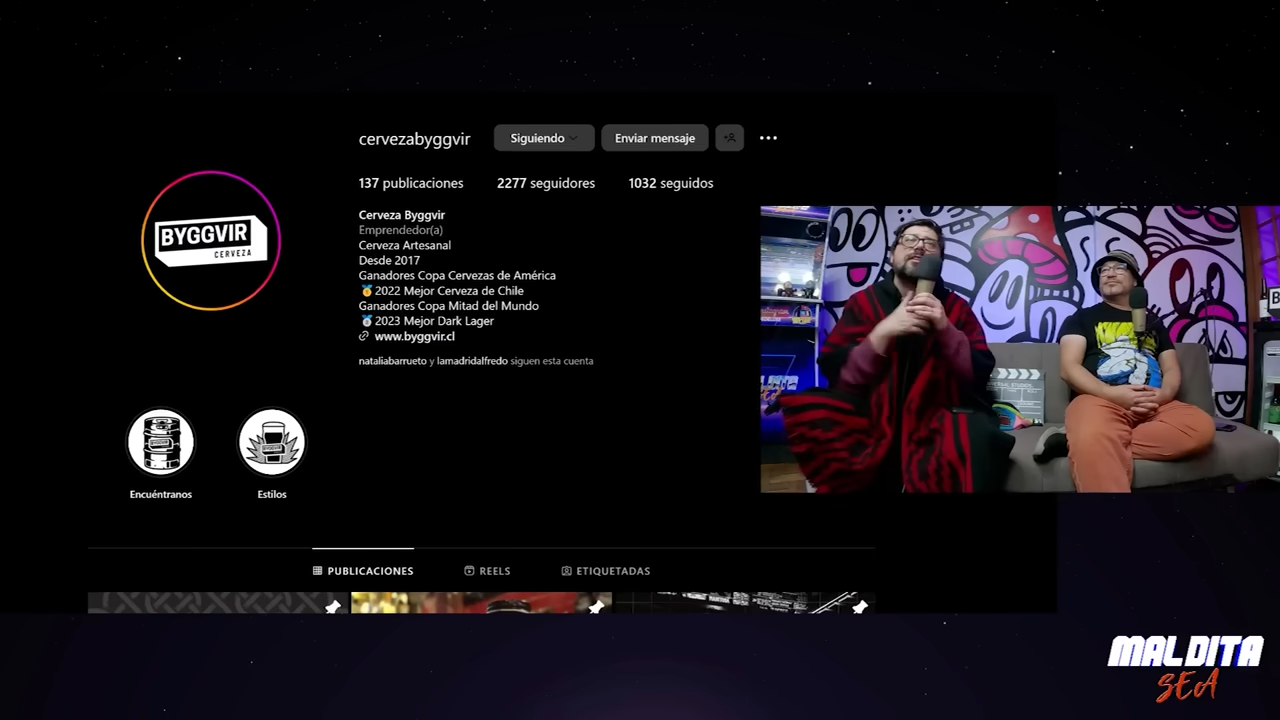 cervezabyggvir
Siguiendo
Enviar mensaje
137 publicaciones
2277 seguidores
1032 seguidos
BYGGVIR
CERVEZA
Cerveza Byggvir
Emprendedor(a)
Cerveza Artesanal
Desde 2017
Ganadores Copa Cervezas de América
🥇2022 Mejor Cerveza de Chile
Ganadores Copa Mitad del Mundo
🥈2023 Mejor Dark Lager
www.byggvir.cl
nataliabarrueto y lamadridalfredo siguen esta cuenta
Encuéntranos
Estilos
PUBLICACIONES
REELS
ETIQUETADAS
MALDITA
SEA